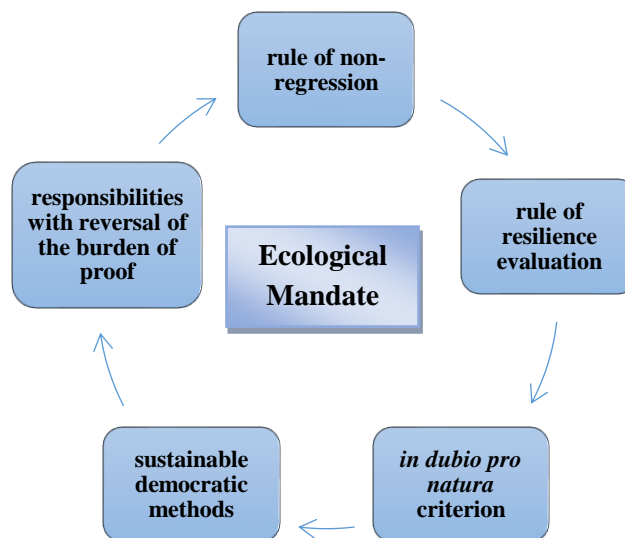 rule of non-
regression
rule of
resilience
evaluation
in dubio pro
natura
criterion
sustainable
democratic
methods
responsibilities
with reversal of
the burden of
proof
Ecological
Mandate